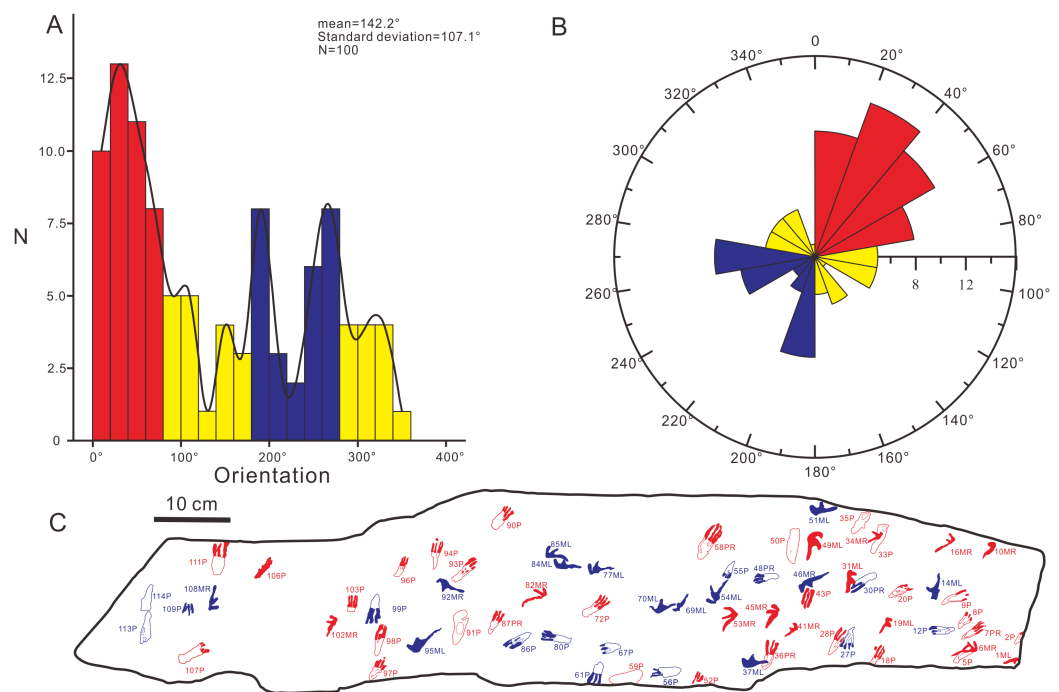 A
mean=142.2°
Standard deviation=107.1°
N=100
12.5
10.0
7.5
5.0
2.5
0
N
0°
100°
200°
300°
400°
Orientation
B
0
20°
40°
60°
80°
100°
120°
140°
160°
180°
200°
220°
240°
260°
280°
300°
320°
340°
8
12
C
10 cm
90P
51ML
35P
34MR
33P
16MR
10MR
58PR
50P
49ML
111P
106P
94P
93P
96P
85ML
84ML
77ML
55P
48PR
46MR
31ML
30PR
43P
20P
14ML
9P
8P
114P
108MR
109P
113P
103P
102MR
99P
92MR
82MR
72P
70ML
69ML
54ML
53MR
45MR
41MR
28P
27P
19ML
12P
7PR
2P
6MR
5P
1ML
107P
98P
97P
95ML
91P
87PR
86P
80P
67P
61P
59P
56P
52P
37ML
36PR
18P